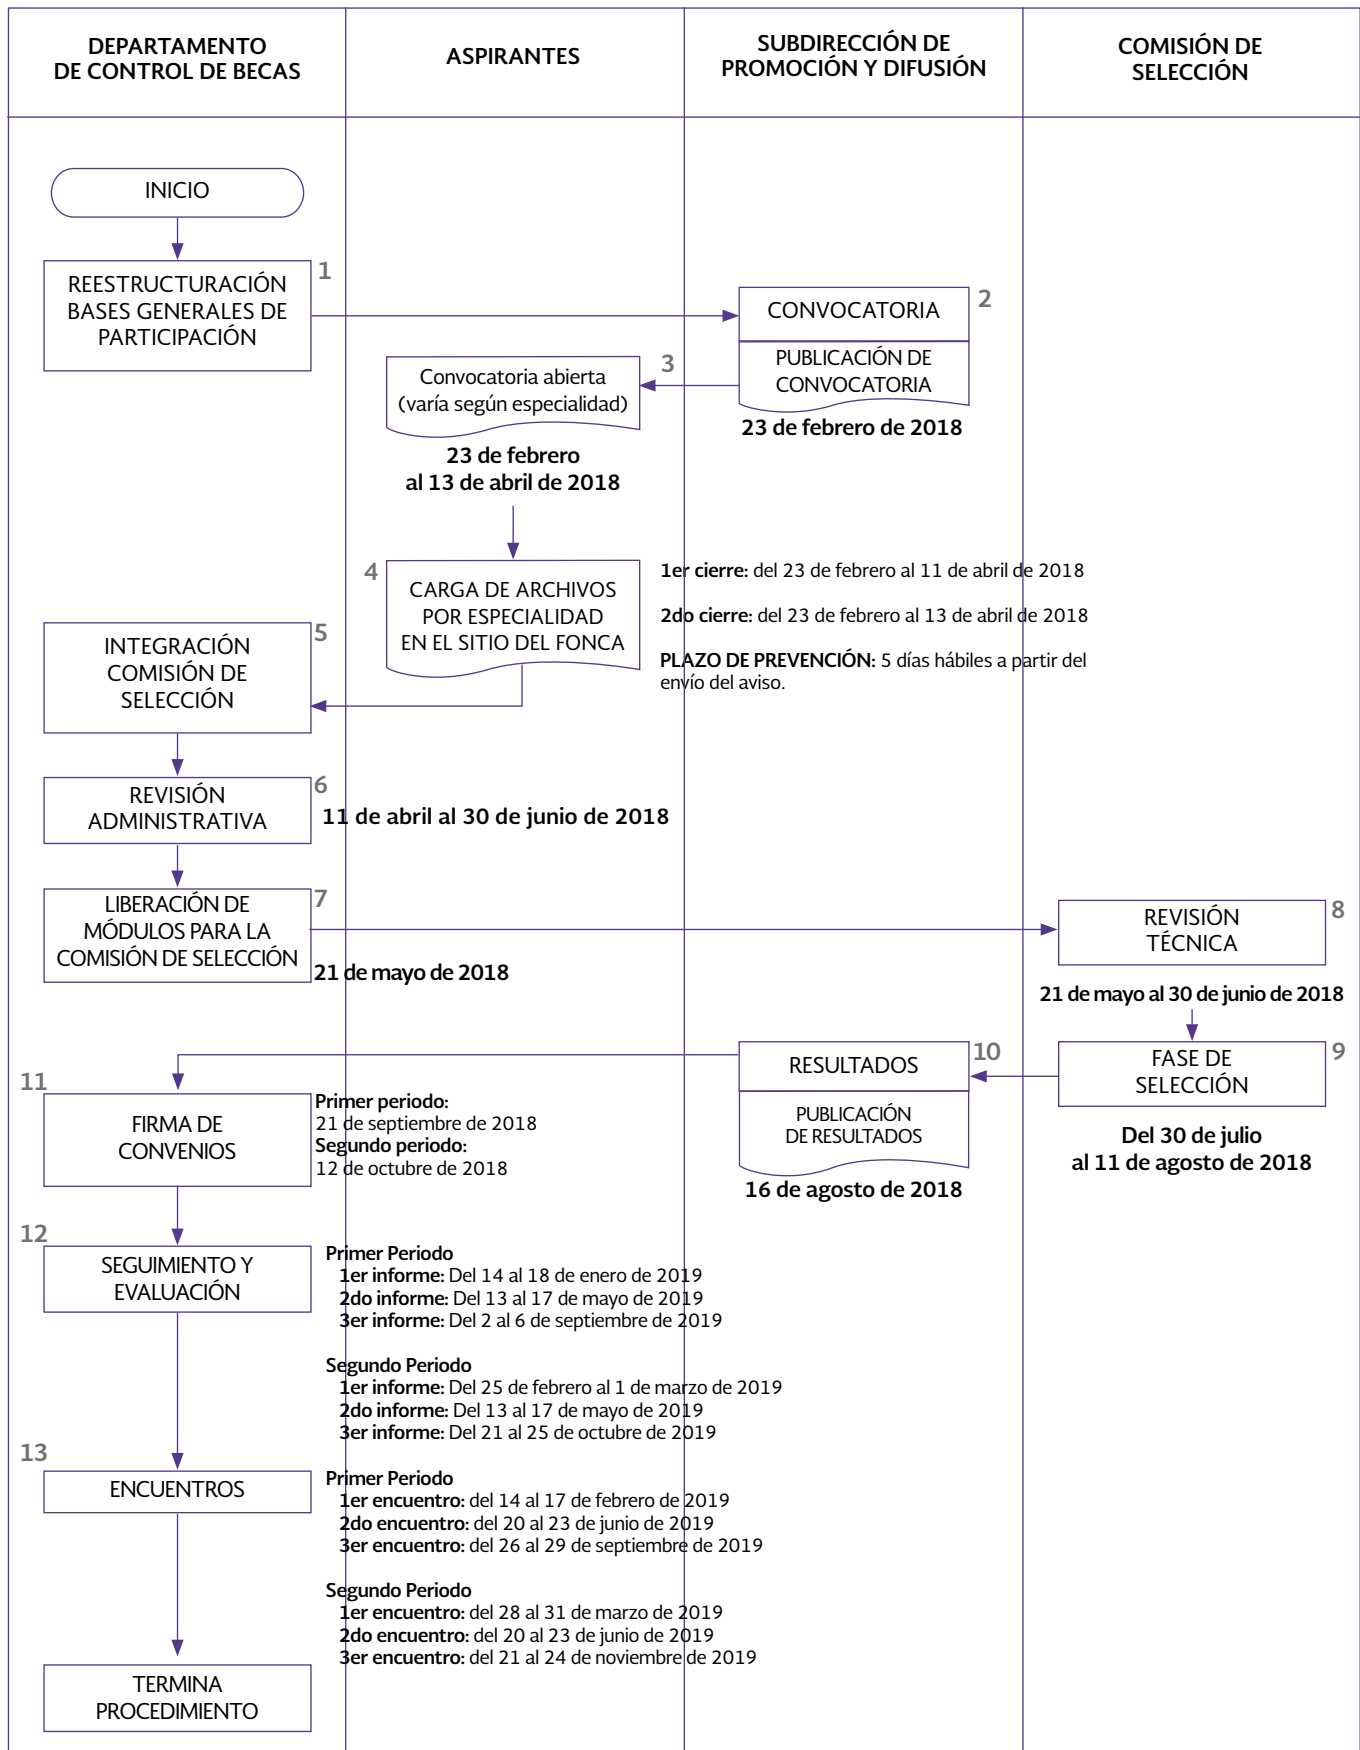 DEPARTAMENTO
DE CONTROL DE BECAS
ASPIRANTES
SUBDIRECCIÓN DE
PROMOCIÓN Y DIFUSIÓN
COMISIÓN DE
SELECCIÓN
INICIO
1
REESTRUCTURACIÓN
BASES GENERALES DE
PARTICIPACIÓN
2
CONVOCATORIA
PUBLICACIÓN DE
CONVOCATORIA
23 de febrero de 2018
3
Convocatoria abierta
(varía según especialidad)
23 de febrero
al 13 de abril de 2018
4
CARGA DE ARCHIVOS
POR ESPECIALIDAD
EN EL SITIO DEL FONCA
1er cierre: del 23 de febrero al 11 de abril de 2018
2do cierre: del 23 de febrero al 13 de abril de 2018
PLAZO DE PREVENCIÓN: 5 días hábiles a partir del
envío del aviso.
5
INTEGRACIÓN
COMISIÓN DE
SELECCIÓN
6
REVISIÓN
ADMINISTRATIVA
11 de abril al 30 de junio de 2018
7
LIBERACIÓN DE
MÓDULOS PARA LA
COMISIÓN DE SELECCIÓN
21 de mayo de 2018
8
REVISIÓN
TÉCNICA
21 de mayo al 30 de junio de 2018
9
FASE DE
SELECCIÓN
Del 30 de julio
al 11 de agosto de 2018
10
RESULTADOS
PUBLICACIÓN
DE RESULTADOS
16 de agosto de 2018
11
FIRMA DE
CONVENIOS
Primer periodo:
21 de septiembre de 2018
Segundo periodo:
12 de octubre de 2018
12
SEGUIMIENTO Y
EVALUACIÓN
Primer Periodo
1er informe: Del 14 al 18 de enero de 2019
2do informe: Del 13 al 17 de mayo de 2019
3er informe: Del 2 al 6 de septiembre de 2019
Segundo Periodo
1er informe: Del 25 de febrero al 1 de marzo de 2019
2do informe: Del 13 al 17 de mayo de 2019
3er informe: Del 21 al 25 de octubre de 2019
13
ENCUENTROS
Primer Periodo
1er encuentro: del 14 al 17 de febrero de 2019
2do encuentro: del 20 al 23 de junio de 2019
3er encuentro: del 26 al 29 de septiembre de 2019
Segundo Periodo
1er encuentro: del 28 al 31 de marzo de 2019
2do encuentro: del 20 al 23 de junio de 2019
3er encuentro: del 21 al 24 de noviembre de 2019
TERMINA
PROCEDIMIENTO